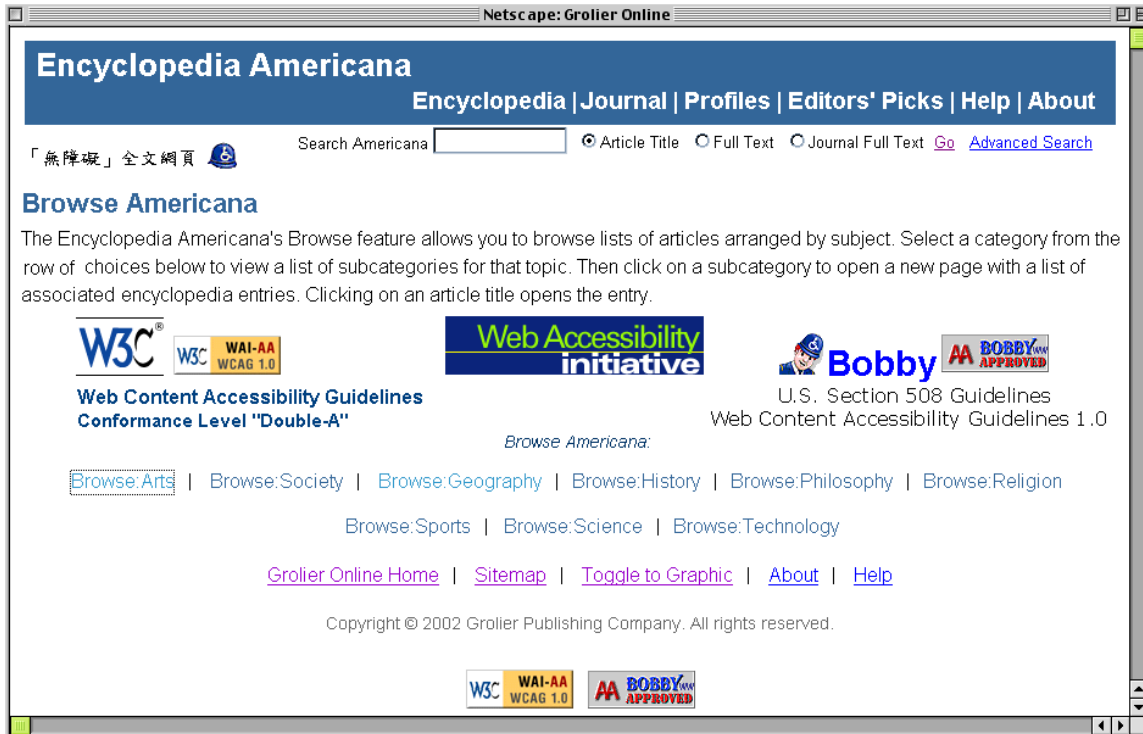 Netscape: Grolier Online
Encyclopedia Americana
Encyclopedia | Journal | Profiles | Editors' Picks | Help | About
「無障礙」全文網頁
Search Americana Article Title Full Text Journal Full Text Go Advanced Search
Browse Americana
The Encyclopedia Americana's Browse feature allows you to browse lists of articles arranged by subject. Select a category from the
row of choices below to view a list of subcategories for that topic. Then click on a subcategory to open a new page with a list of
associated encyclopedia entries. Clicking on an article title opens the entry.
W3C®
W3C WAI-AA WCAG 1.0
Web Content Accessibility Guidelines
Conformance Level "Double-A"
Web Accessibility
initiative
Bobby AA BOBBY www APPROVED
U.S. Section 508 Guidelines
Web Content Accessibility Guidelines 1.0
Browse Americana:
Browse:Arts | Browse:Society | Browse:Geography | Browse:History | Browse:Philosophy | Browse:Religion
Browse:Sports | Browse:Science | Browse:Technology
Grolier Online Home | Sitemap | Toggle to Graphic | About | Help
Copyright © 2002 Grolier Publishing Company. All rights reserved.
W3C WAI-AA WCAG 1.0 AA BOBBY www APPROVED